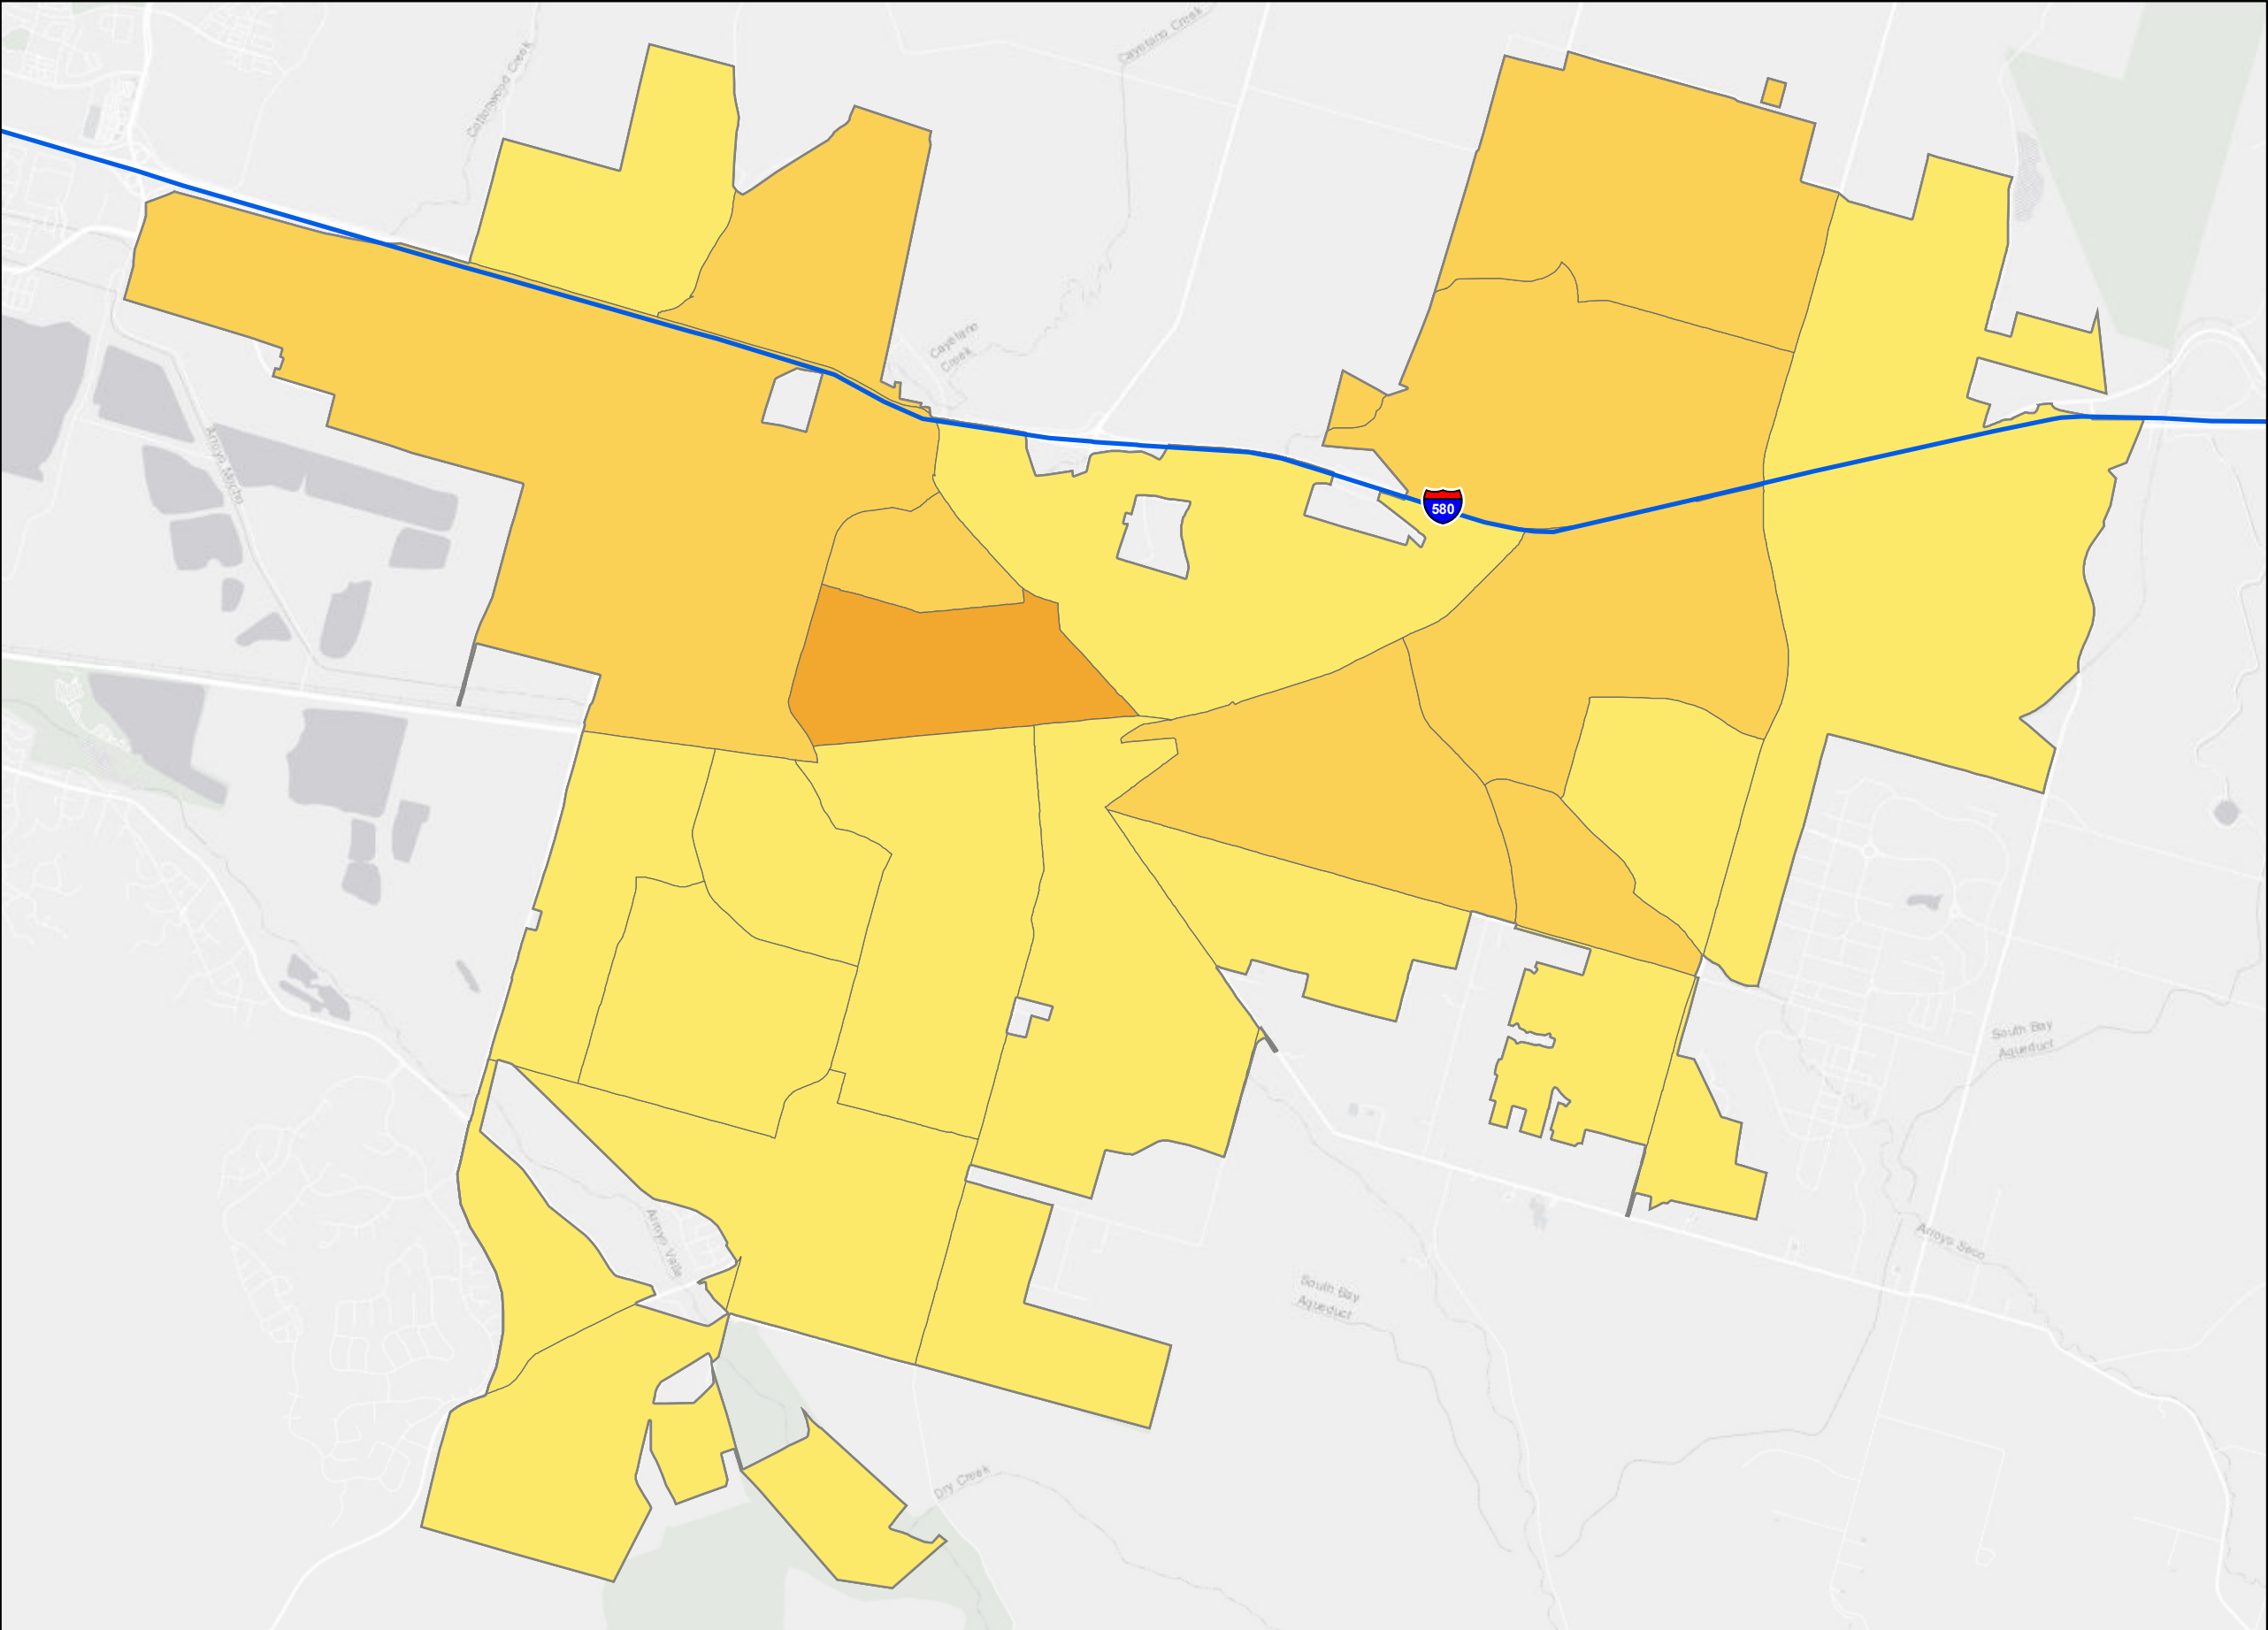 Cottonwood Creek
Cayetano Creek
Cayetano
Creek
Arroyo Mocho
580
South Bay
Aqueduct
Arroyo Valle
South Bay
Aqueduct
Arroyo Seco
Dry Creek